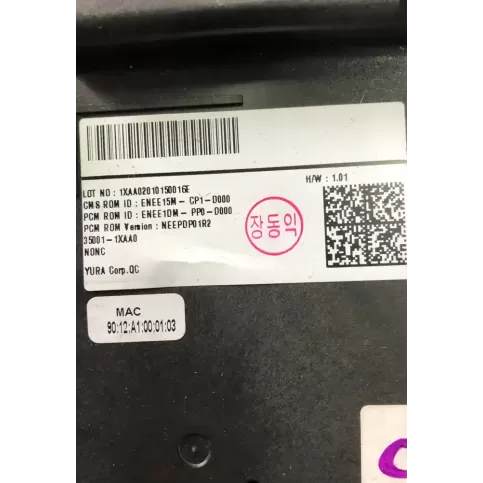 LOT NO : 1XAA02010150016E
CMS ROM ID : ENEE15M - CP1-D000
PCM ROM ID : ENEE1DM - PP0-D000
PCM ROM Version : NEEPDP01R2
35001-1XAA0
NONC
YURA Corp.QC
H/W : 1.01
장동익
MAC
90:12:A1:00:01:03